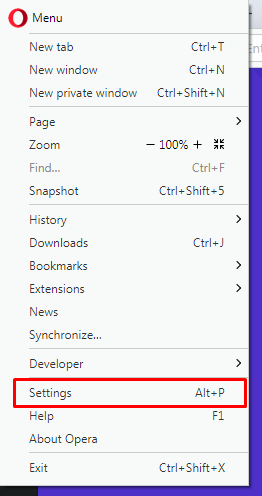 Menu
New tab Ctrl+T
New window Ctrl+N
New private window Ctrl+Shift+N
Page
Zoom — 100% +
Find... Ctrl+F
Snapshot Ctrl+Shift+5
History
Downloads Ctrl+J
Bookmarks
Extensions
News
Synchronize...
Developer
Settings Alt+P
Help F1
About Opera
Exit Ctrl+Shift+X